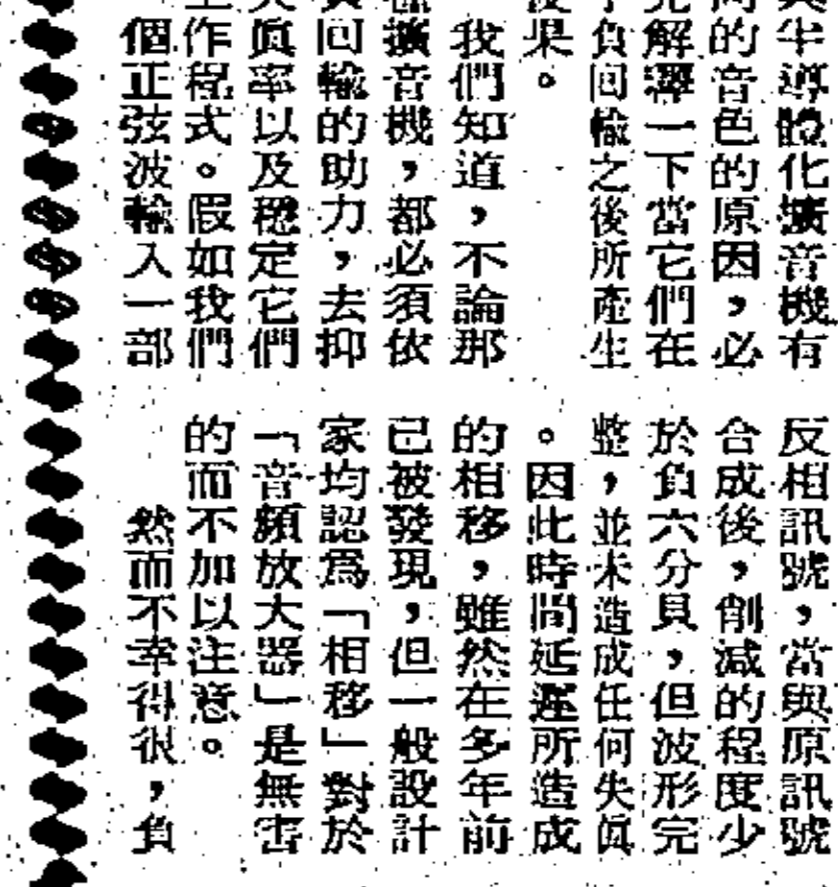 半導體化擴音機有
的音色的原因，必
解釋一下當它們在
負回輸之後所產生
果。
我們知道，不論那
擴音機，都必須依
回輸的助力，去抑
眞率以及穩定它們
作程式。假如我們
個正弦波輸入一部
反相訊號，當與原訊號
合成後，削減的程度少
於負六分貝，但波形完
整，並未造成任何失眞
。因此時間延遲所造成
的相移，雖然在多年前
已被發現，但一般設計
家均認爲「相移」對於
「音頻放大器」是無害
的而不加以注意。
然而不幸得很，負